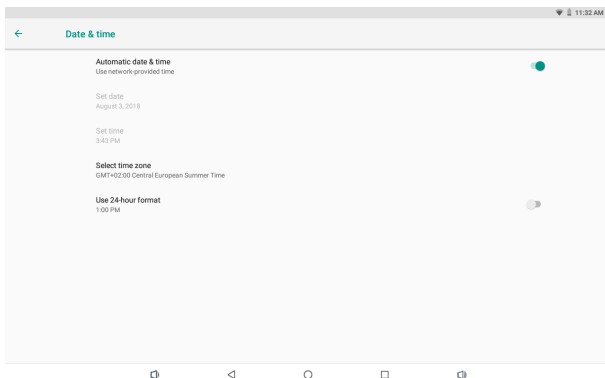 11:32 AM
Date & time
Automatic date & time
Use network-provided time
Set date
August 3, 2018
Set time
3:43 PM
Select time zone
GMT+02:00 Central European Summer Time
Use 24-hour format
1:00 PM